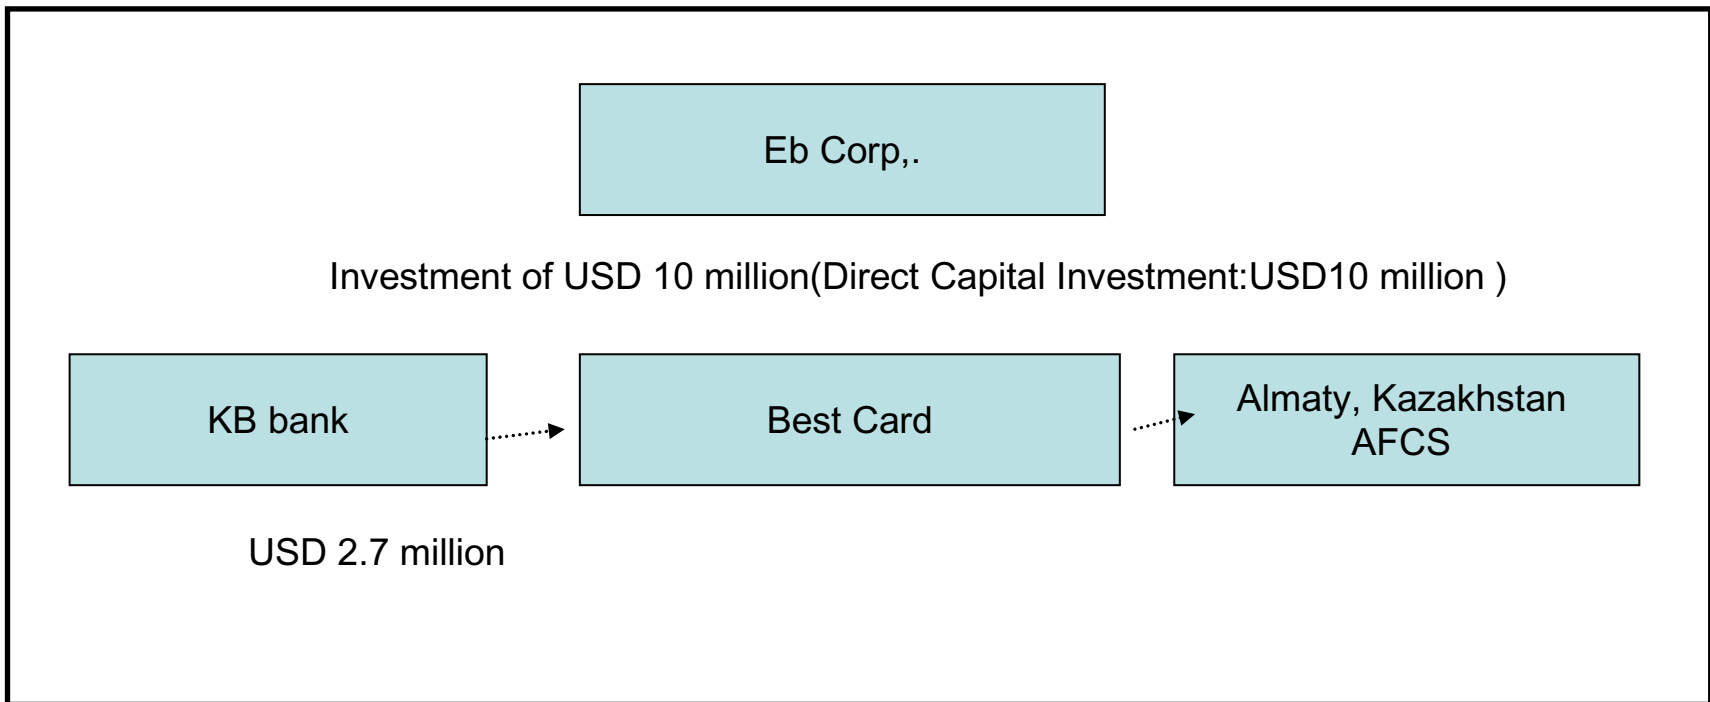 Eb Corp,.
Investment of USD 10 million(Direct Capital Investment:USD10 million )
KB bank
Best Card
Almaty, Kazakhstan
AFCS
USD 2.7 million